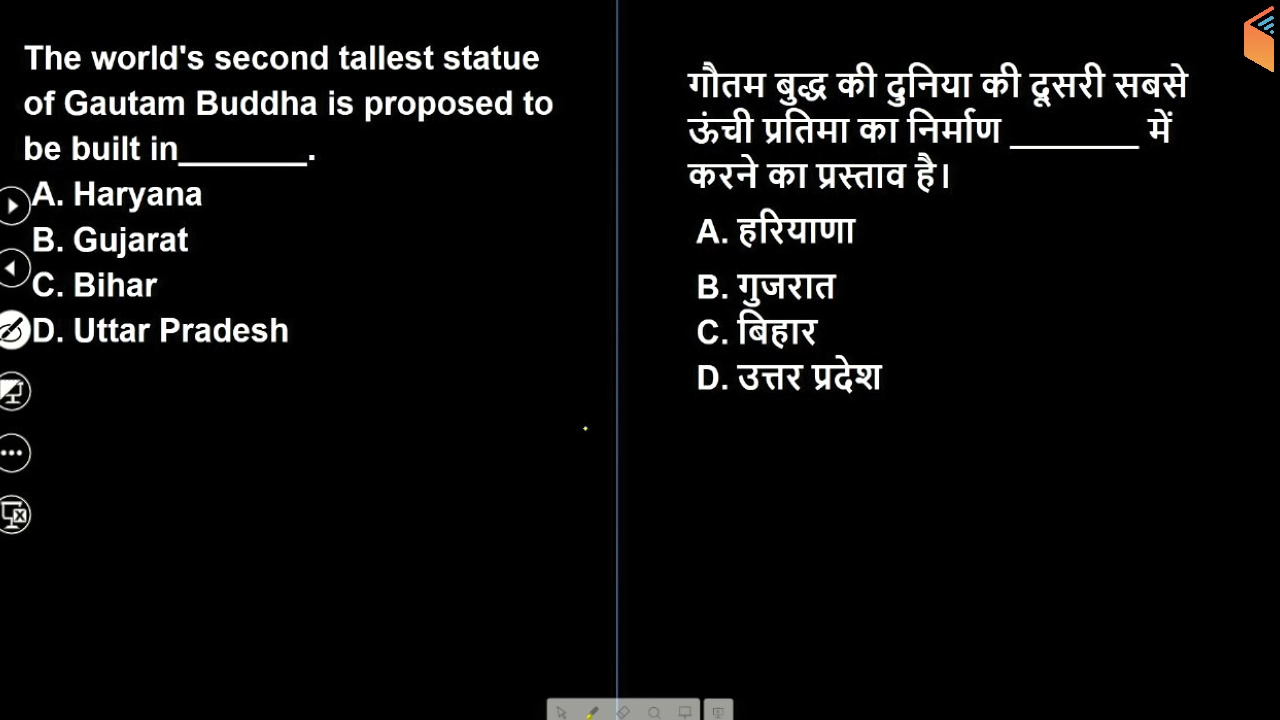 The world's second tallest statue
of Gautam Buddha is proposed to
be built in_______.
A. Haryana
B. Gujarat
C. Bihar
D. Uttar Pradesh
गौतम बुद्ध की दुनिया की दूसरी सबसे
ऊंची प्रतिमा का निर्माण _______ में
करने का प्रस्ताव है।
A. हरियाणा
B. गुजरात
C. बिहार
D. उत्तर प्रदेश